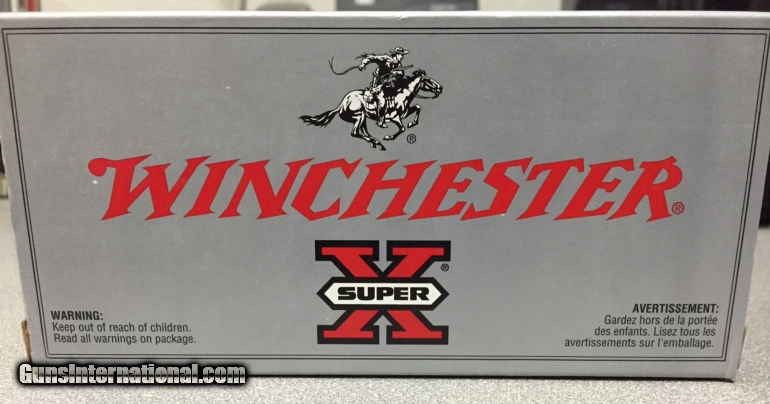 ®
WINCHESTER®
X®
SUPER
WARNING:
Keep out of reach of children.
Read all warnings on package.
AVERTISSEMENT:
Gardez hors de la portée
des enfants. Lisez tous les
avertissements sur l'emballage.
GunsInternational.com